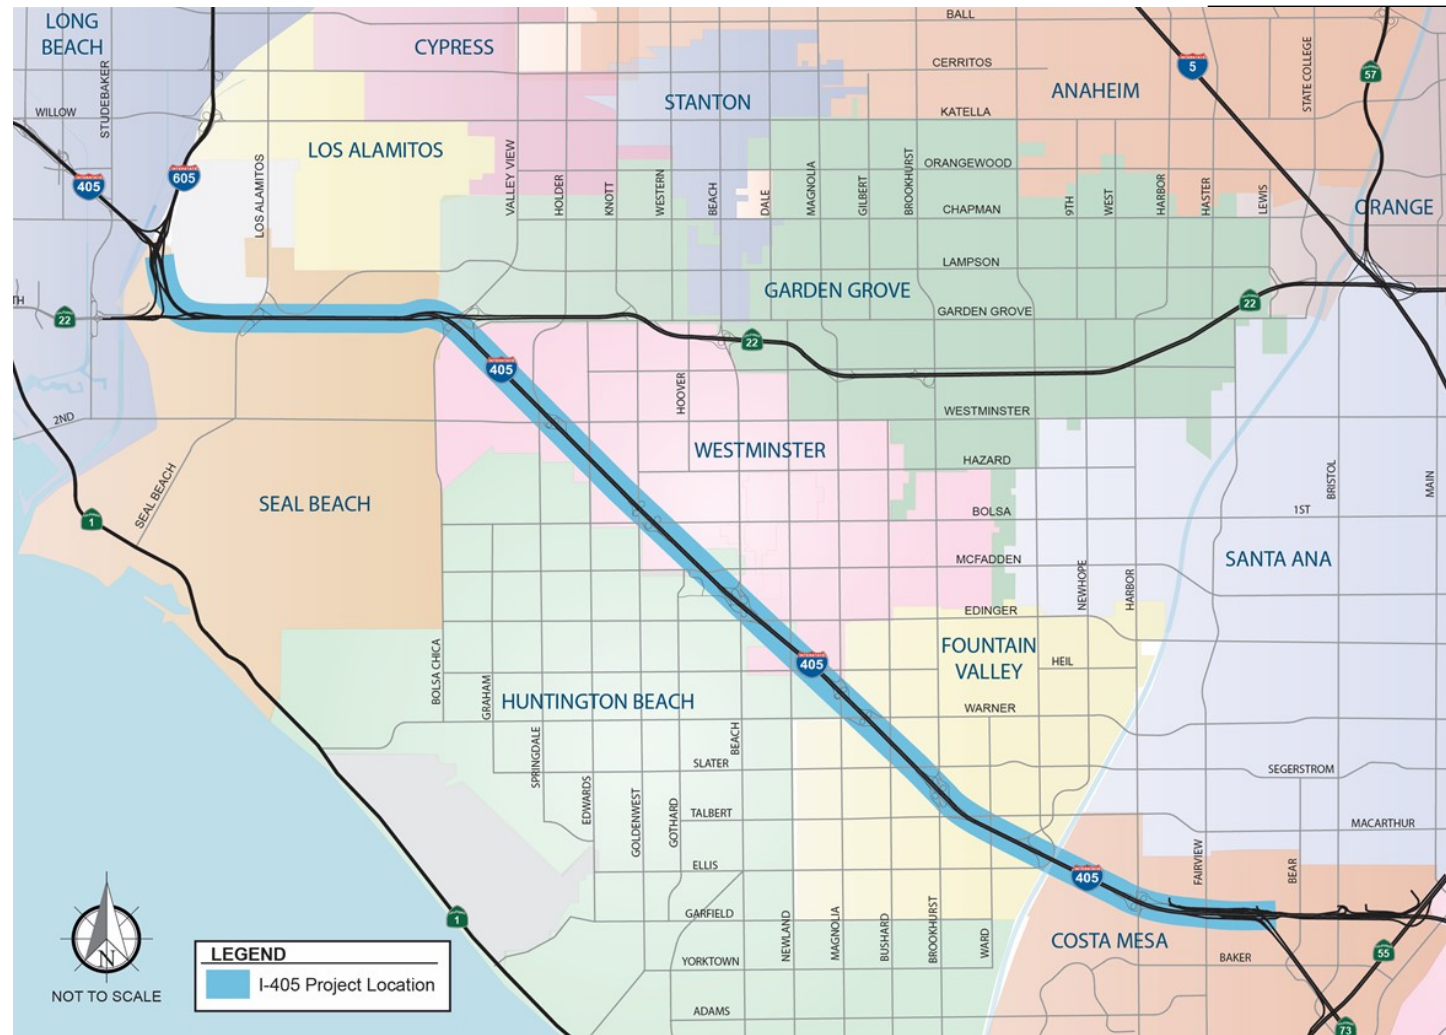 LONG
BEACH
CYPRESS
BALL
CERRITOS
STANTON
ANAHEIM
5
57
STATE COLLEGE
WILLOW
STUDEBAKER
KATELLA
LOS ALAMITOS
ORANGEWOOD
405
605
LOS ALAMITOS
VALLEY VIEW
HOLDER
KNOTT
WESTERN
BEACH
DALE
MAGNOLIA
GILBERT
BROOKHURST
CHAPMAN
9TH
WEST
HARBOR
HASTER
LEWIS
ORANGE
LAMPSON
GARDEN GROVE
TH
22
GARDEN GROVE
22
22
405
HOOVER
2ND
WESTMINSTER
WESTMINSTER
HAZARD
SEAL BEACH
SEAL BEACH
1
BOLSA
1ST
BRISTOL
MAIN
MCFADDEN
SANTA ANA
NEWHOPE
HARBOR
EDINGER
FOUNTAIN
VALLEY
HEIL
405
BOLSA CHICA
GRAHAM
HUNTINGTON BEACH
WARNER
SPRINGDALE
BEACH
SLATER
SEGERSTROM
EDWARDS
GOLDENWEST
GOTHARD
TALBERT
MACARTHUR
ELLIS
405
FAIRVIEW
BEAR
GARFIELD
1
NEWLAND
MAGNOLIA
BUSHARD
BROOKHURST
WARD
COSTA MESA
BAKER
55
YORKTOWN
ADAMS
73
N
NOT TO SCALE
LEGEND
I-405 Project Location